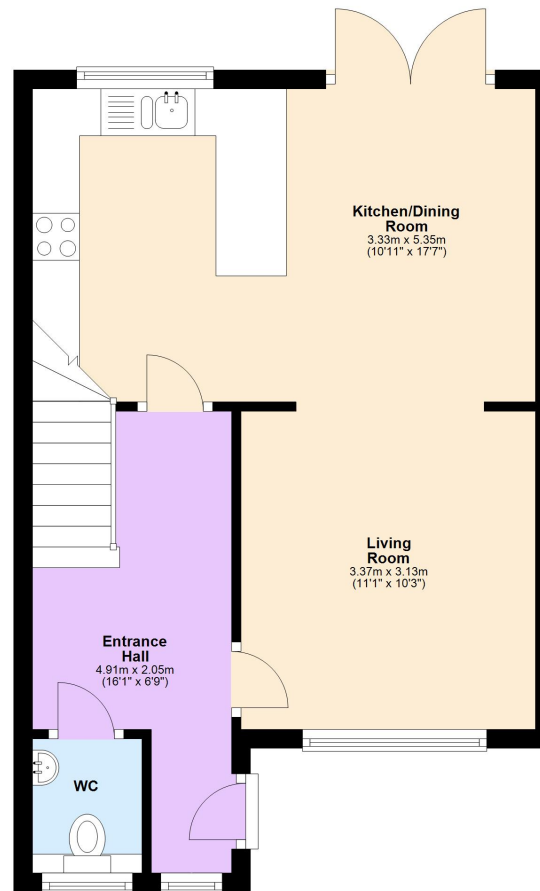 Kitchen/Dining
Room
3.33m x 5.35m
(10'11" x 17'7")
Living
Room
3.37m x 3.13m
(11'1" x 10'3")
Entrance
Hall
4.91m x 2.05m
(16'1" x 6'9")
WC